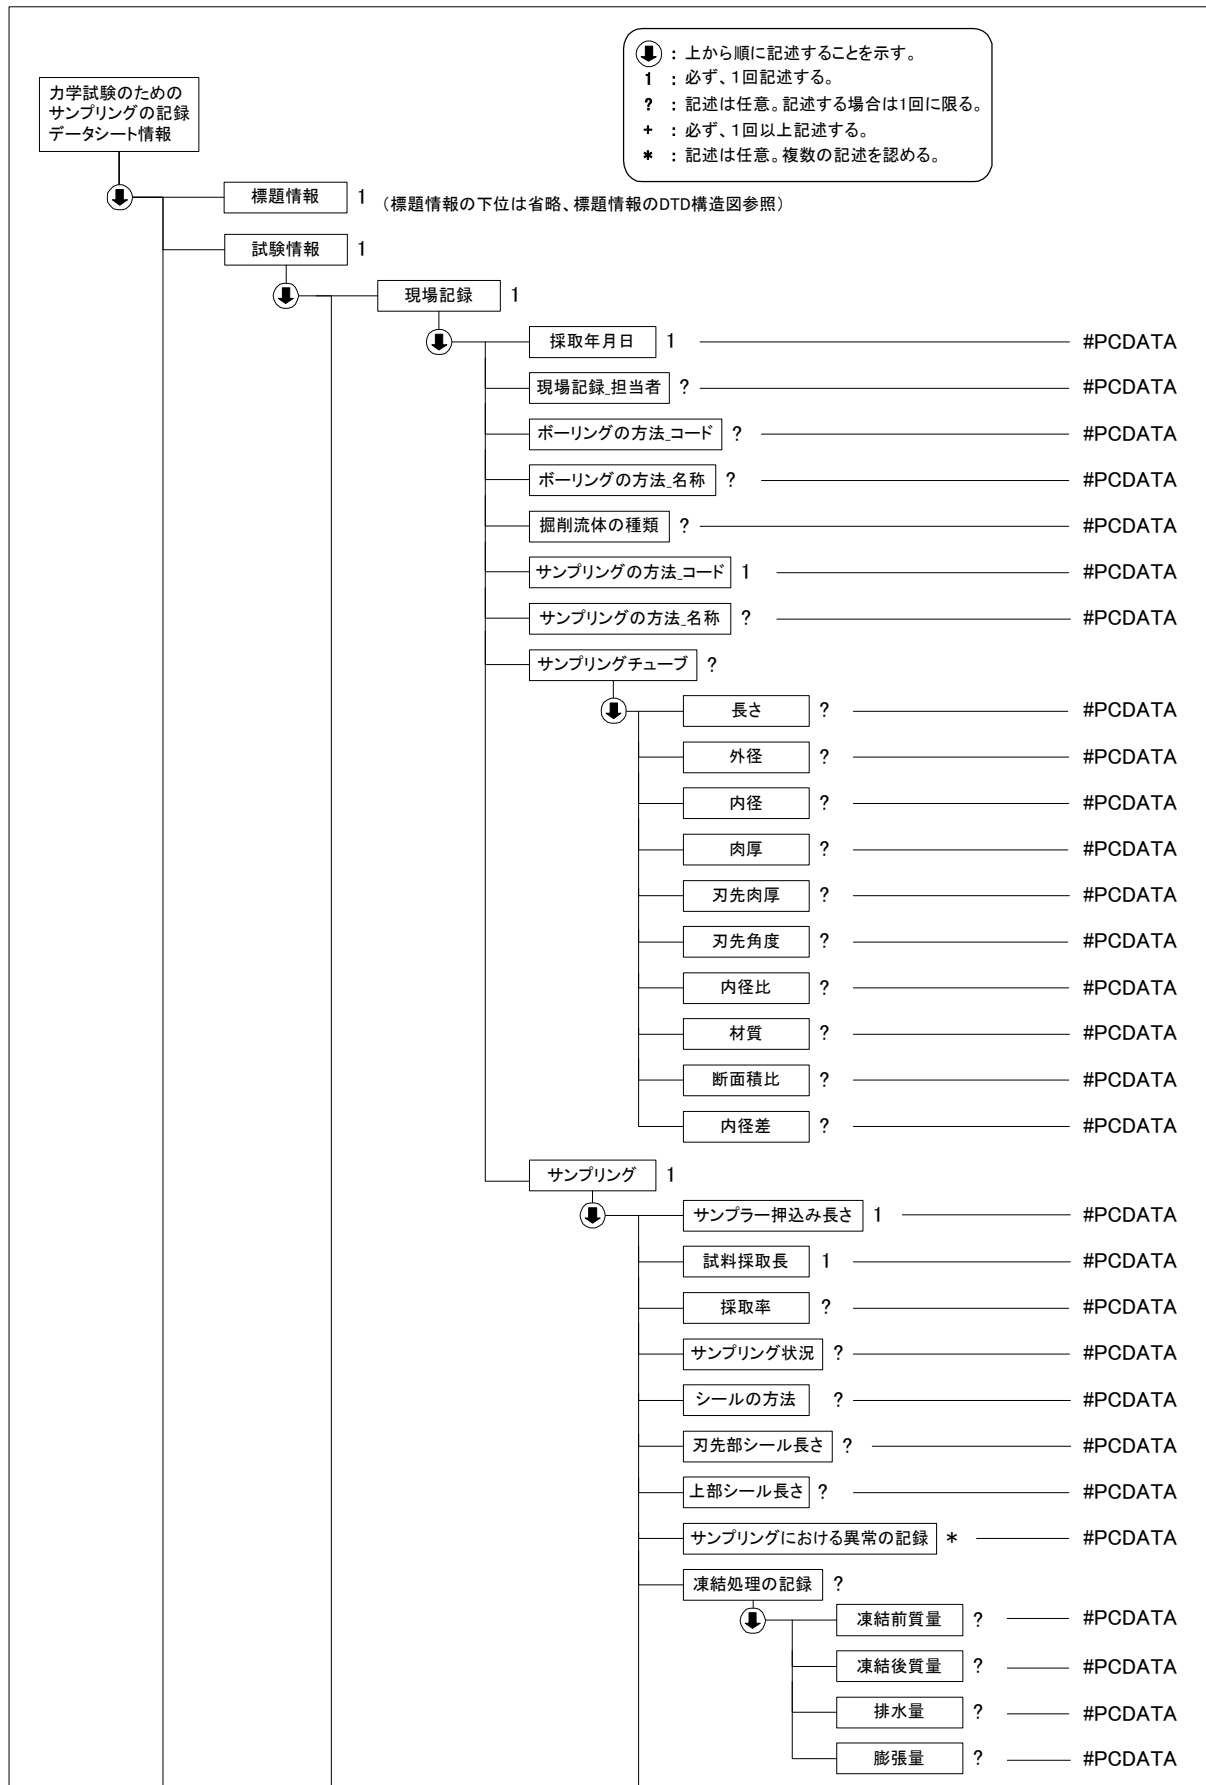 ： 上から順に記述することを示す。
1 ： 必ず、1回記述する。
? ： 記述は任意。記述する場合は1回に限る。
+ ： 必ず、1回以上記述する。
* ： 記述は任意。複数の記述を認める。
力学試験のための
サンプリングの記録
データシート情報
標題情報 1 （標題情報の下位は省略、標題情報のDTD構造図参照）
試験情報 1
現場記録 1
採取年月日 1 #PCDATA
現場記録_担当者 ? #PCDATA
ボーリングの方法_コード ? #PCDATA
ボーリングの方法_名称 ? #PCDATA
掘削流体の種類 ? #PCDATA
サンプリングの方法_コード 1 #PCDATA
サンプリングの方法_名称 ? #PCDATA
サンプリングチューブ ?
長さ ? #PCDATA
外径 ? #PCDATA
内径 ? #PCDATA
肉厚 ? #PCDATA
刃先肉厚 ? #PCDATA
刃先角度 ? #PCDATA
内径比 ? #PCDATA
材質 ? #PCDATA
断面積比 ? #PCDATA
内径差 ? #PCDATA
サンプリング 1
サンプラー押込み長さ 1 #PCDATA
試料採取長 1 #PCDATA
採取率 ? #PCDATA
サンプリング状況 ? #PCDATA
シールの方法 ? #PCDATA
刃先部シール長さ ? #PCDATA
上部シール長さ ? #PCDATA
サンプリングにおける異常の記録 * #PCDATA
凍結処理の記録 ?
凍結前質量 ? #PCDATA
凍結後質量 ? #PCDATA
排水量 ? #PCDATA
膨張量 ? #PCDATA